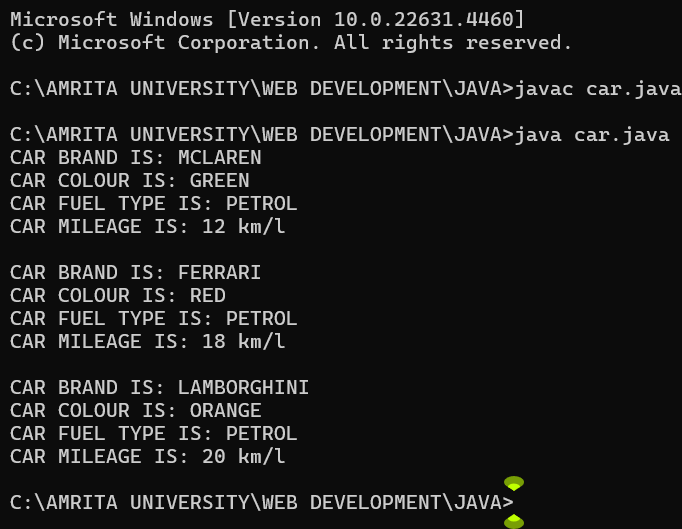 Microsoft Windows [Version 10.0.22631.4460]
(c) Microsoft Corporation. All rights reserved.
C:\AMRITA UNIVERSITY\WEB DEVELOPMENT\JAVA>javac car.java
C:\AMRITA UNIVERSITY\WEB DEVELOPMENT\JAVA>java car.java
CAR BRAND IS: MCLAREN
CAR COLOUR IS: GREEN
CAR FUEL TYPE IS: PETROL
CAR MILEAGE IS: 12 km/l
CAR BRAND IS: FERRARI
CAR COLOUR IS: RED
CAR FUEL TYPE IS: PETROL
CAR MILEAGE IS: 18 km/l
CAR BRAND IS: LAMBORGHINI
CAR COLOUR IS: ORANGE
CAR FUEL TYPE IS: PETROL
CAR MILEAGE IS: 20 km/l
C:\AMRITA UNIVERSITY\WEB DEVELOPMENT\JAVA>